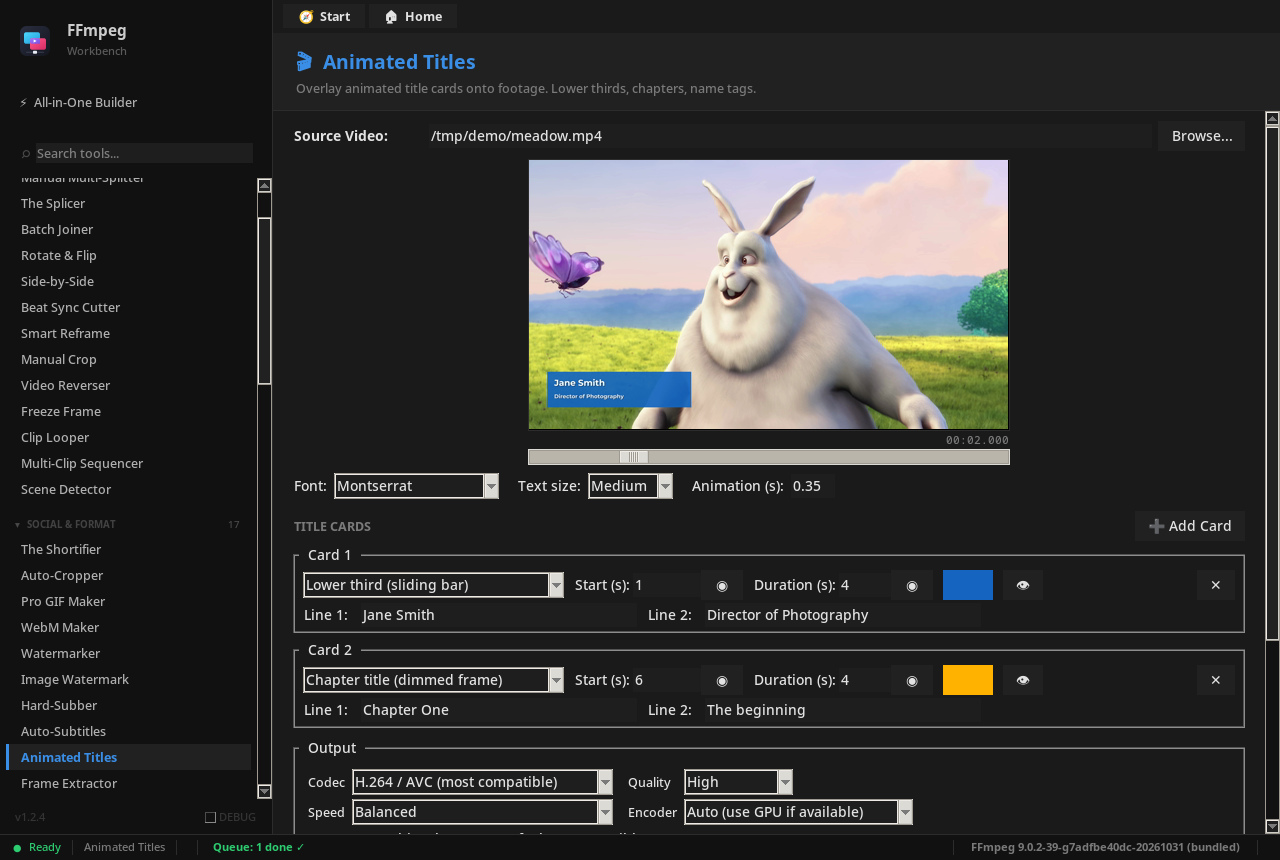 FFmpeg
Workbench
⚡ All-in-One Builder
Search tools...
Manual Multi-Splitter
The Splicer
Batch Joiner
Rotate & Flip
Side-by-Side
Beat Sync Cutter
Smart Reframe
Manual Crop
Video Reverser
Freeze Frame
Clip Looper
Multi-Clip Sequencer
Scene Detector
▾ SOCIAL & FORMAT 17
The Shortifier
Auto-Cropper
Pro GIF Maker
WebM Maker
Watermarker
Image Watermark
Hard-Subber
Auto-Subtitles
Animated Titles
Frame Extractor
v1.2.4 DEBUG
Start Home
Animated Titles
Overlay animated title cards onto footage. Lower thirds, chapters, name tags.
Source Video: /tmp/demo/meadow.mp4 Browse...
Jane Smith
Director of Photography
00:02.000
Font: Montserrat Text size: Medium Animation (s): 0.35
TITLE CARDS ➕ Add Card
Card 1
Lower third (sliding bar) Start (s): 1 ◉ Duration (s): 4 ◉ 👁 ✕
Line 1: Jane Smith Line 2: Director of Photography
Card 2
Chapter title (dimmed frame) Start (s): 6 ◉ Duration (s): 4 ◉ 👁 ✕
Line 1: Chapter One Line 2: The beginning
Output
Codec H.264 / AVC (most compatible) Quality High
Speed Balanced Encoder Auto (use GPU if available)
● Ready Animated Titles Queue: 1 done ✓ FFmpeg 9.0.2-39-g7adfbe40dc-20261031 (bundled)